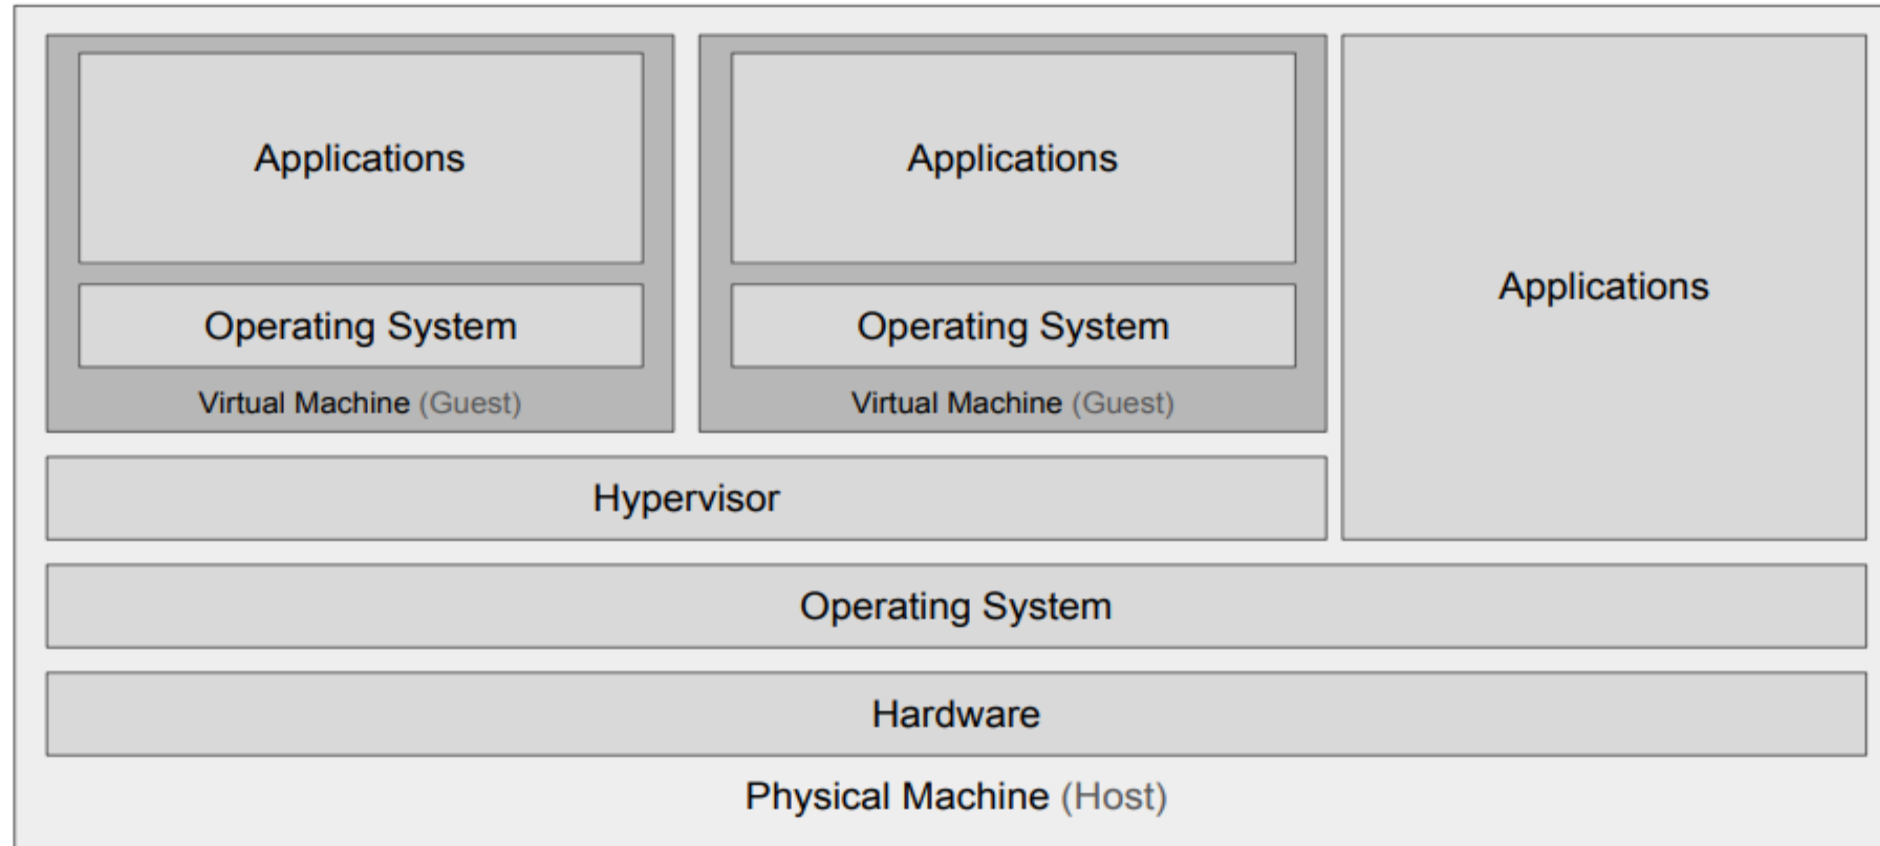 Applications
Operating System
Virtual Machine (Guest)
Applications
Operating System
Virtual Machine (Guest)
Applications
Hypervisor
Operating System
Hardware
Physical Machine (Host)